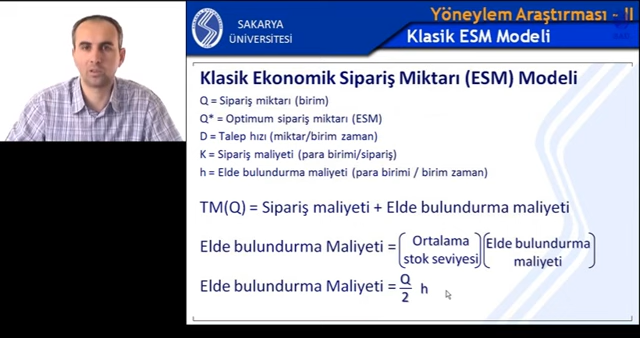 SAKARYA
ÜNİVERSİTESİ
Yöneylem Araştırması - II
Klasik ESM Modeli
Klasik Ekonomik Sipariş Miktarı (ESM) Modeli
Q = Sipariş miktarı (birim)
Q* = Optimum sipariş miktarı (ESM)
D = Talep hızı (miktar/birim zaman)
K = Sipariş maliyeti (para birimi/sipariş)
h = Elde bulundurma maliyeti (para birimi / birim zaman)
TM(Q) = Sipariş maliyeti + Elde bulundurma maliyeti
Elde bulundurma Maliyeti = (Ortalama stok seviyesi) (Elde bulundurma maliyeti)
Elde bulundurma Maliyeti = Q/2 h